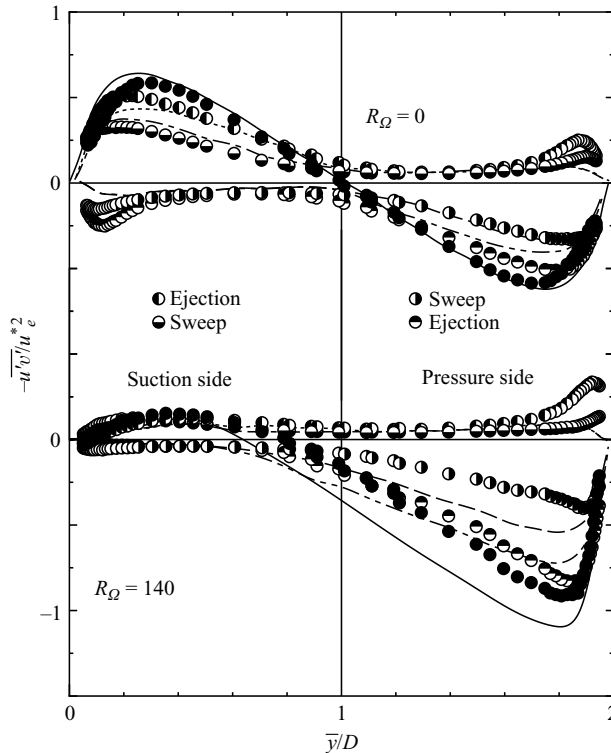 1
R_Ω = 0
0
Ejection
Sweep
Sweep
Ejection
−u'v'/u*_e^2
Suction side
Pressure side
0
R_Ω = 140
−1
0
1
2
y/D